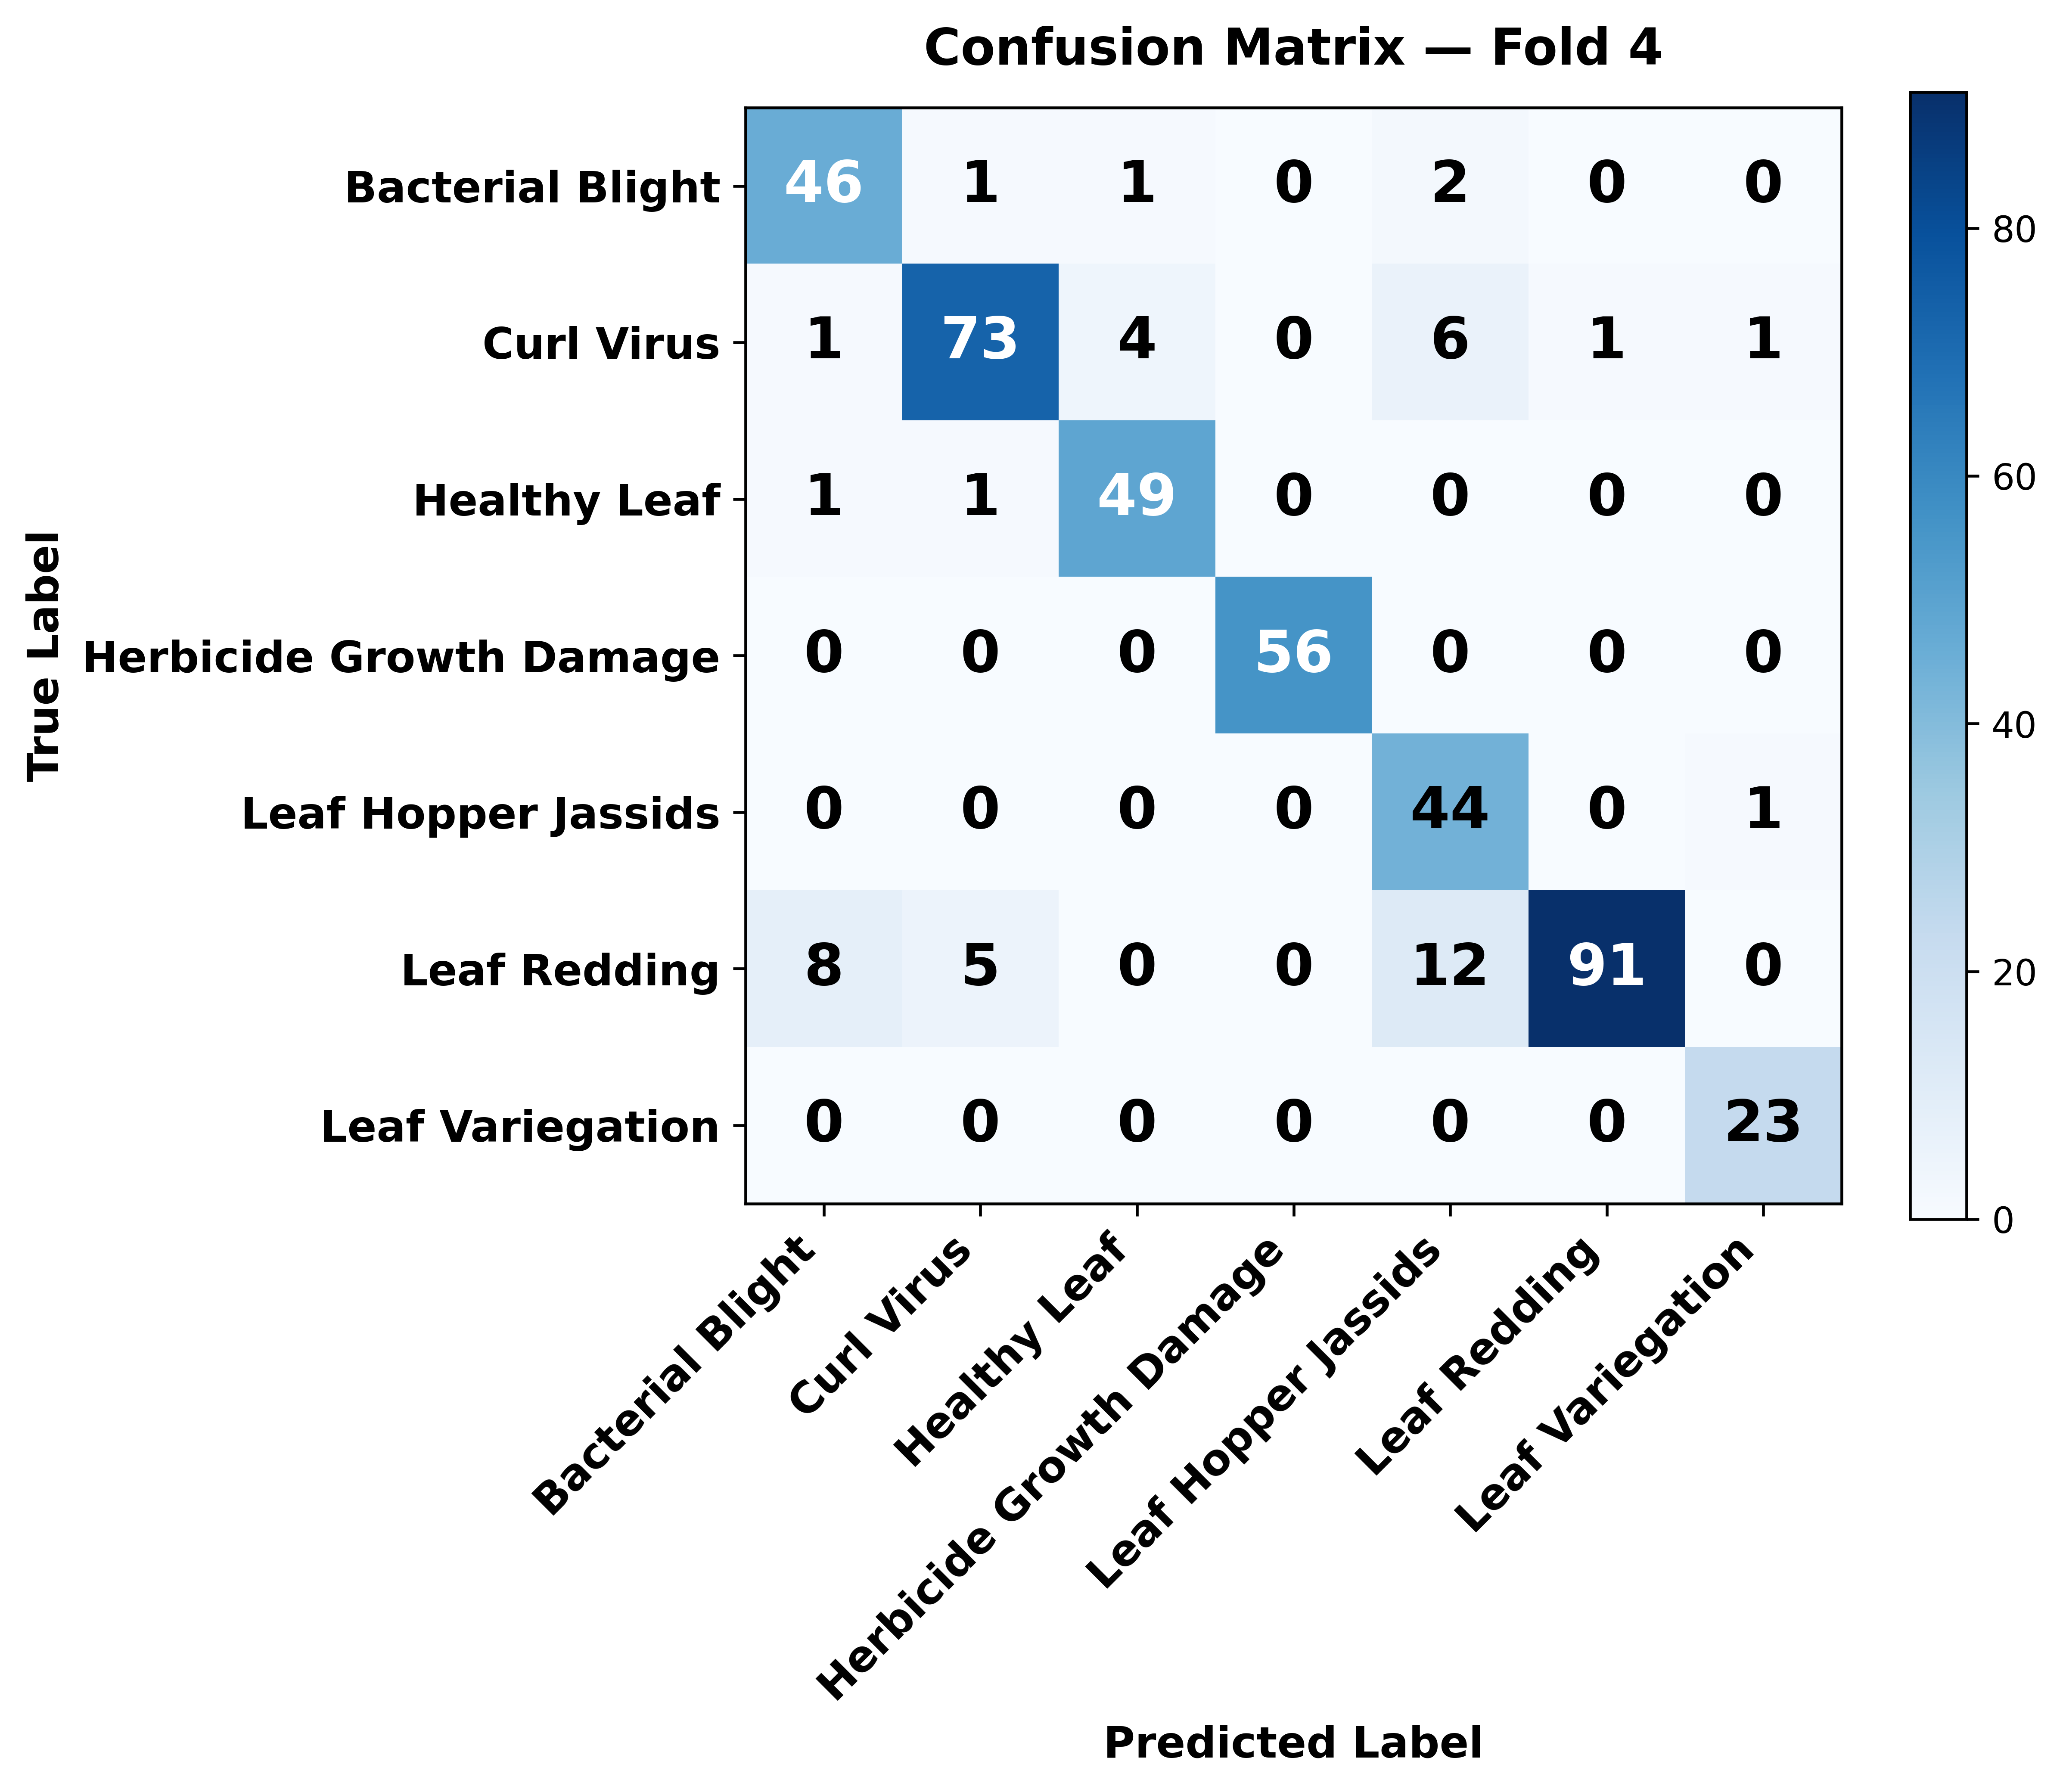 Confusion Matrix — Fold 4
True Label
Bacterial Blight 46 1 1 0 2 0 0
Curl Virus 1 73 4 0 6 1 1
Healthy Leaf 1 1 49 0 0 0 0
Herbicide Growth Damage 0 0 0 56 0 0 0
Leaf Hopper Jassids 0 0 0 0 44 0 1
Leaf Redding 8 5 0 0 12 91 0
Leaf Variegation 0 0 0 0 0 0 23
Bacterial Blight
Curl Virus
Healthy Leaf
Herbicide Growth Damage
Leaf Hopper Jassids
Leaf Redding
Leaf Variegation
Predicted Label
80
60
40
20
0